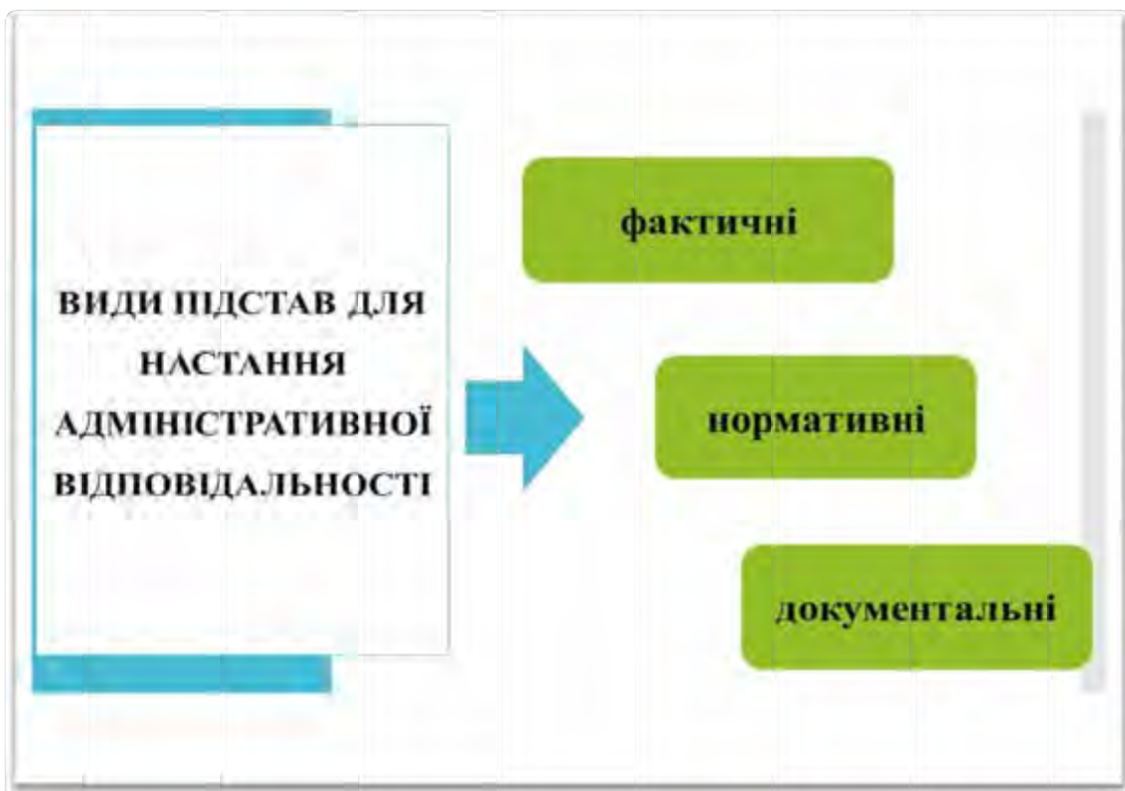 ВИДИ ПІДСТАВ ДЛЯ
НАСТАННЯ
АДМІНІСТРАТИВНОЇ
ВІДПОВІДАЛЬНОСТІ
фактичні
нормативні
документальні